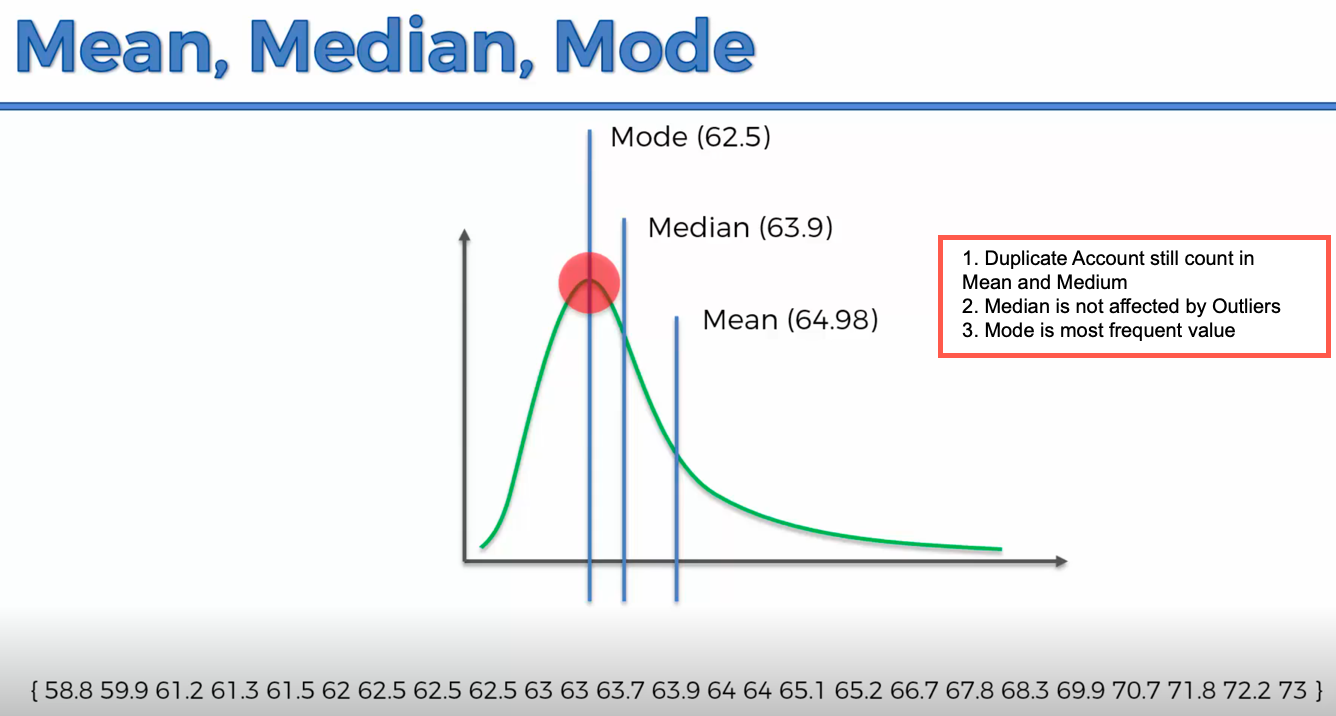 Mean, Median, Mode
Mode (62.5)
Median (63.9)
Mean (64.98)
1. Duplicate Account still count in
Mean and Medium
2. Median is not affected by Outliers
3. Mode is most frequent value
{ 58.8 59.9 61.2 61.3 61.5 62 62.5 62.5 62.5 63 63 63.7 63.9 64 64 65.1 65.2 66.7 67.8 68.3 69.9 70.7 71.8 72.2 73 }